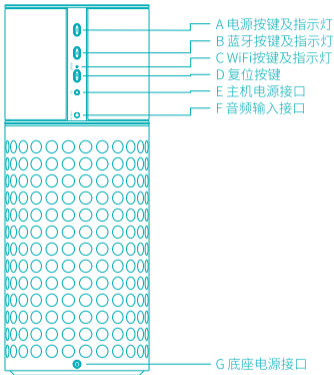 A 电源按键及指示灯
B 蓝牙按键及指示灯
C WiFi按键及指示灯
D 复位按键
E 主机电源接口
F 音频输入接口
G 底座电源接口